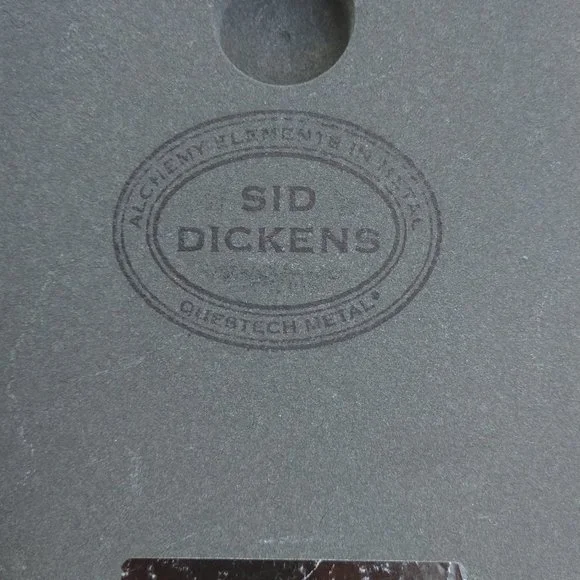 ALCHEMY ELEMENTS IN METAL
SID
DICKENS
QUESTECH METAL®